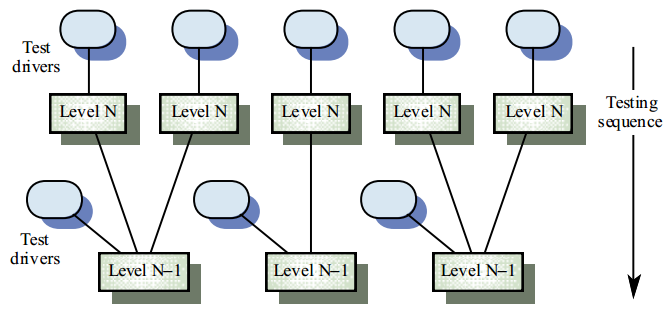 Test
drivers
Level N
Level N
Level N
Level N
Level N
Testing
sequence
Test
drivers
Level N–1
Level N–1
Level N–1